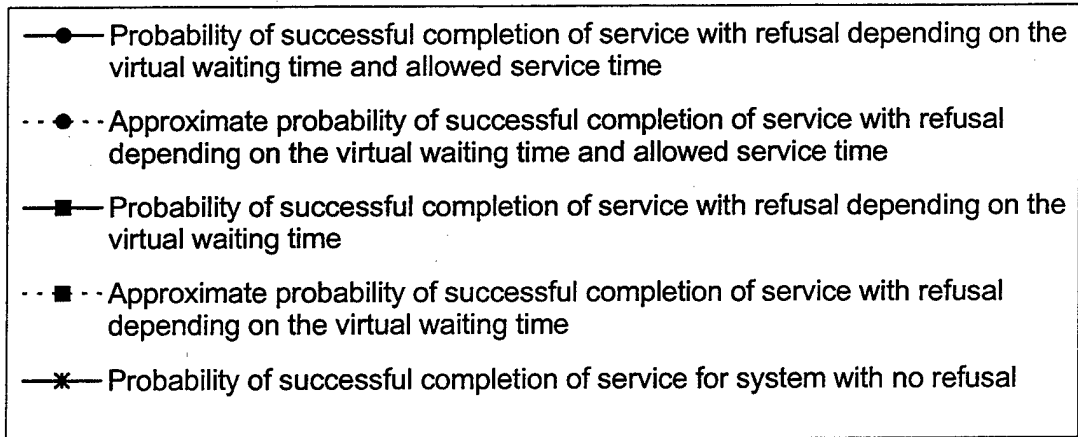 Probability of successful completion of service with refusal depending on the
virtual waiting time and allowed service time
Approximate probability of successful completion of service with refusal
depending on the virtual waiting time and allowed service time
Probability of successful completion of service with refusal depending on the
virtual waiting time
Approximate probability of successful completion of service with refusal
depending on the virtual waiting time
Probability of successful completion of service for system with no refusal